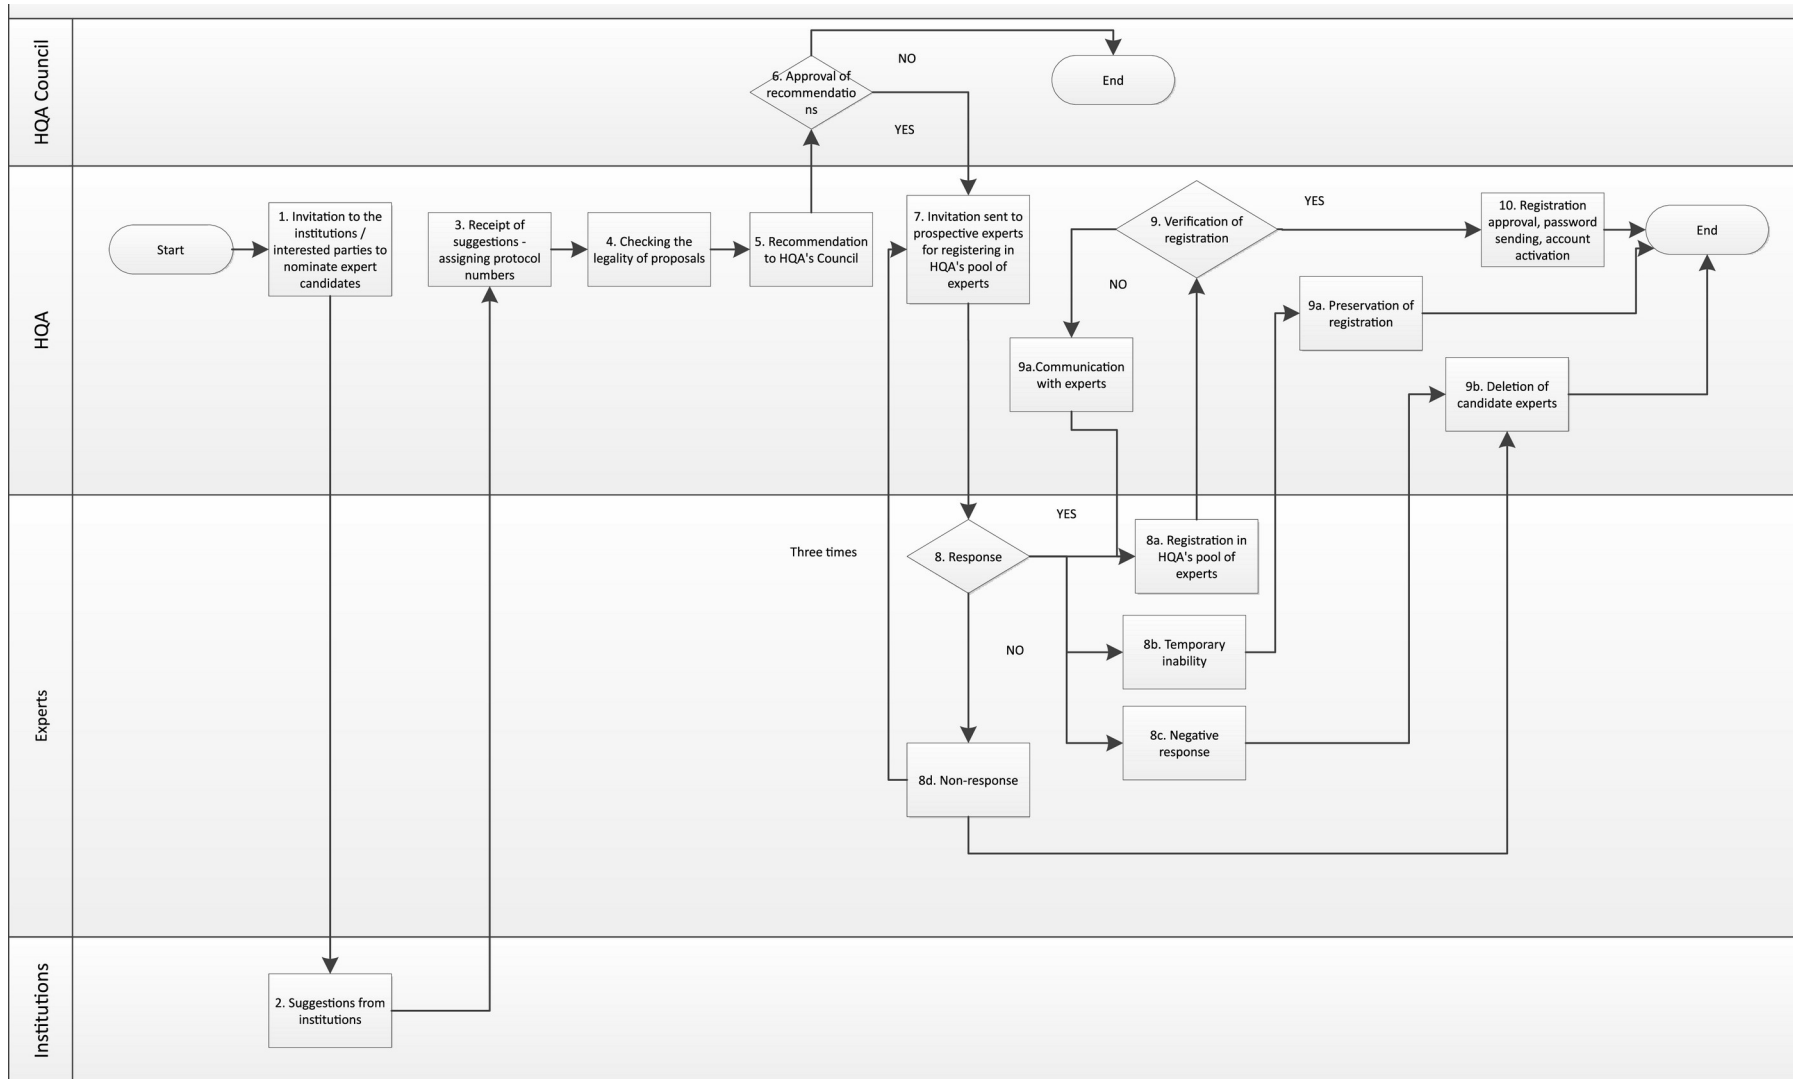 HQA Council
6. Approval of
recommendatio
ns
NO
YES
End
HQA
Start
1. Invitation to the
institutions /
interested parties to
nominate expert
candidates
3. Receipt of
suggestions -
assigning protocol
numbers
4. Checking the
legality of proposals
5. Recommendation
to HQA's Council
7. Invitation sent to
prospective experts
for registering in
HQA's pool of
experts
9. Verification of
registration
YES
NO
10. Registration
approval, password
sending, account
activation
End
9a. Preservation of
registration
9a.Communication
with experts
9b. Deletion of
candidate experts
Experts
Three times
8. Response
YES
NO
8a. Registration in
HQA's pool of
experts
8b. Temporary
inability
8c. Negative
response
8d. Non-response
Institutions
2. Suggestions from
institutions